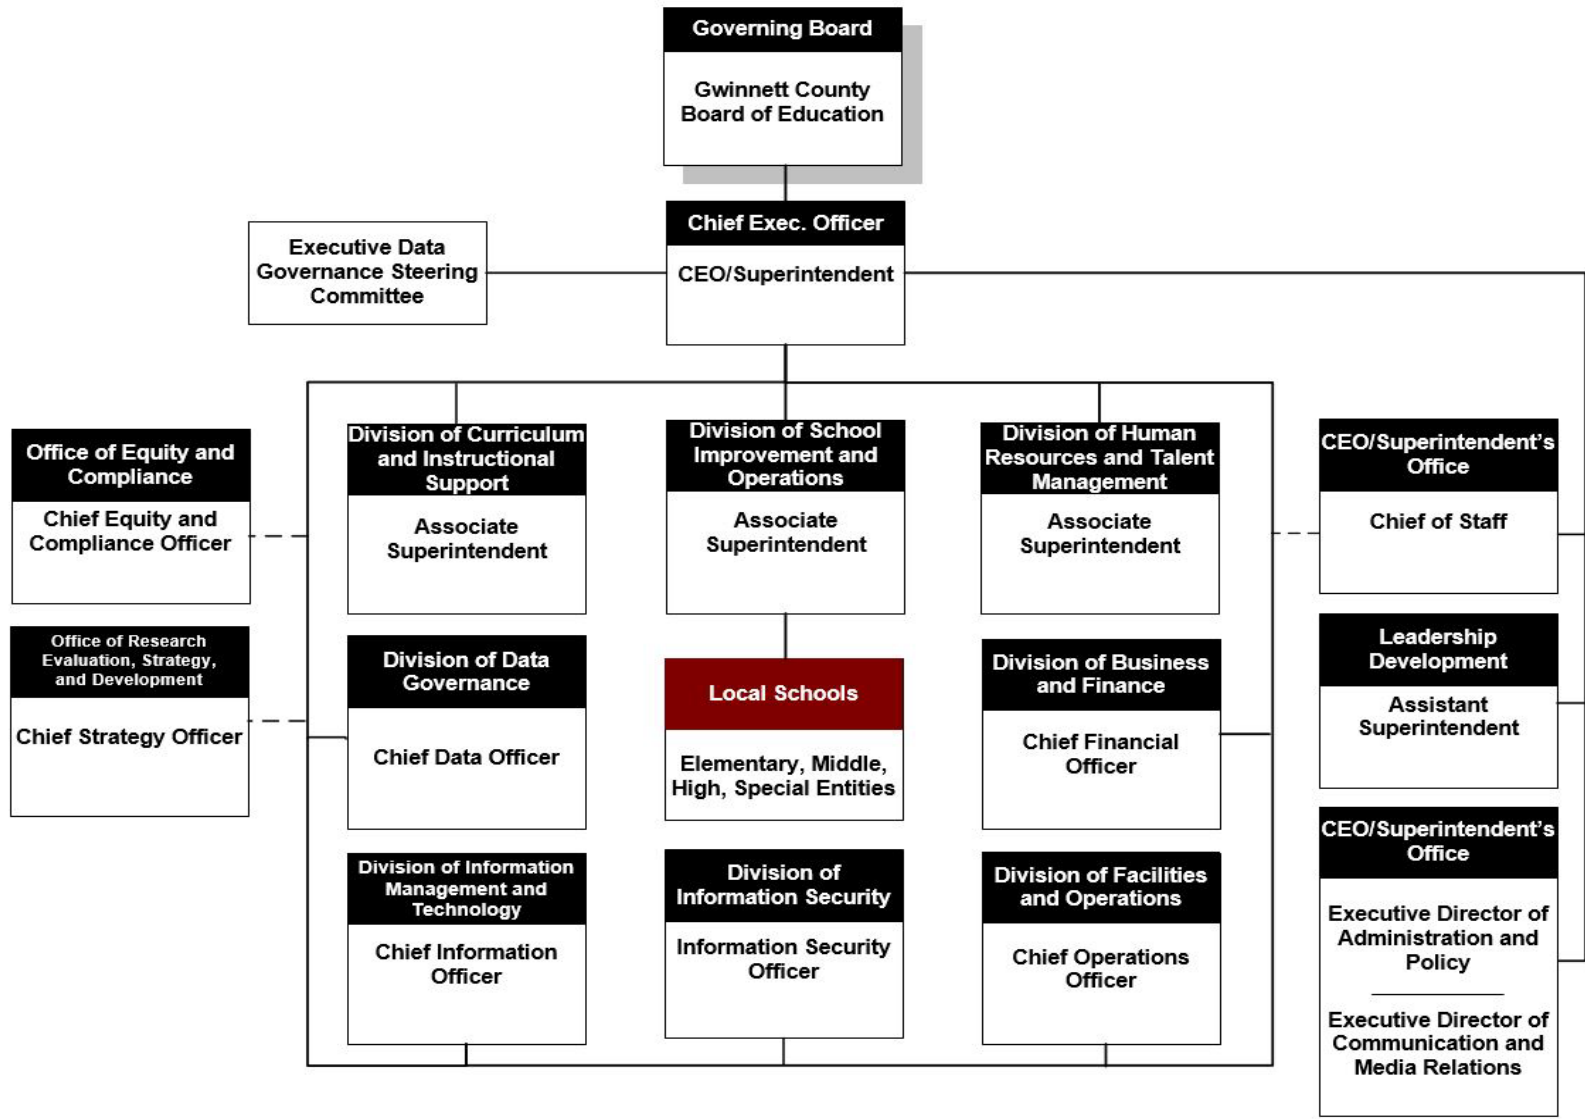 Governing Board
Gwinnett County
Board of Education
Chief Exec. Officer
CEO/Superintendent
Executive Data
Governance Steering
Committee
Office of Equity and
Compliance
Chief Equity and
Compliance Officer
Division of Curriculum
and Instructional
Support
Associate
Superintendent
Division of School
Improvement and
Operations
Associate
Superintendent
Division of Human
Resources and Talent
Management
Associate
Superintendent
CEO/Superintendent's
Office
Chief of Staff
Office of Research
Evaluation, Strategy,
and Development
Chief Strategy Officer
Division of Data
Governance
Chief Data Officer
Local Schools
Elementary, Middle,
High, Special Entities
Division of Business
and Finance
Chief Financial
Officer
Leadership
Development
Assistant
Superintendent
Division of Information
Management and
Technology
Chief Information
Officer
Division of
Information Security
Information Security
Officer
Division of Facilities
and Operations
Chief Operations
Officer
CEO/Superintendent's
Office
Executive Director of
Administration and
Policy
Executive Director of
Communication and
Media Relations